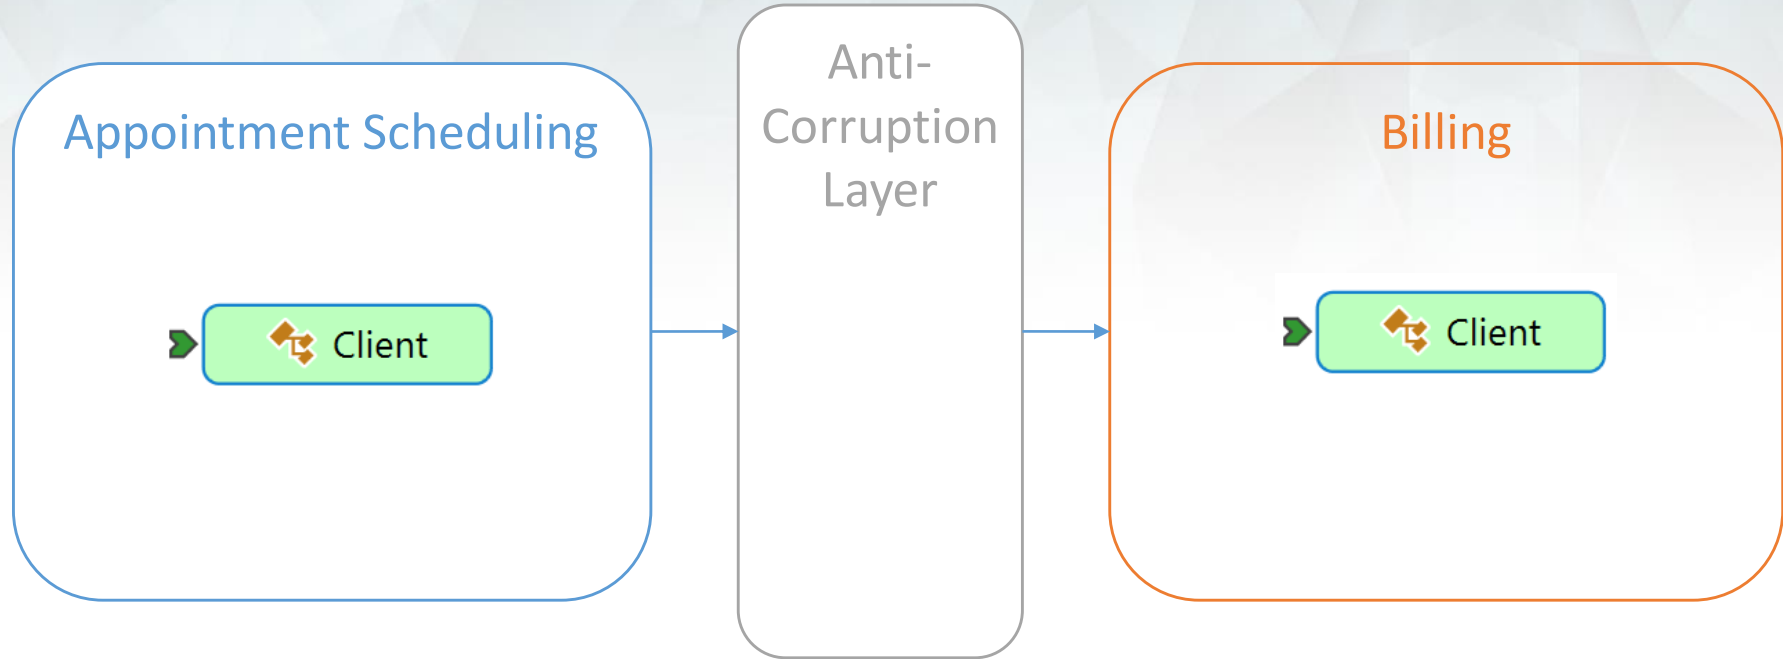 Appointment Scheduling
Client
Anti-
Corruption
Layer
Billing
Client